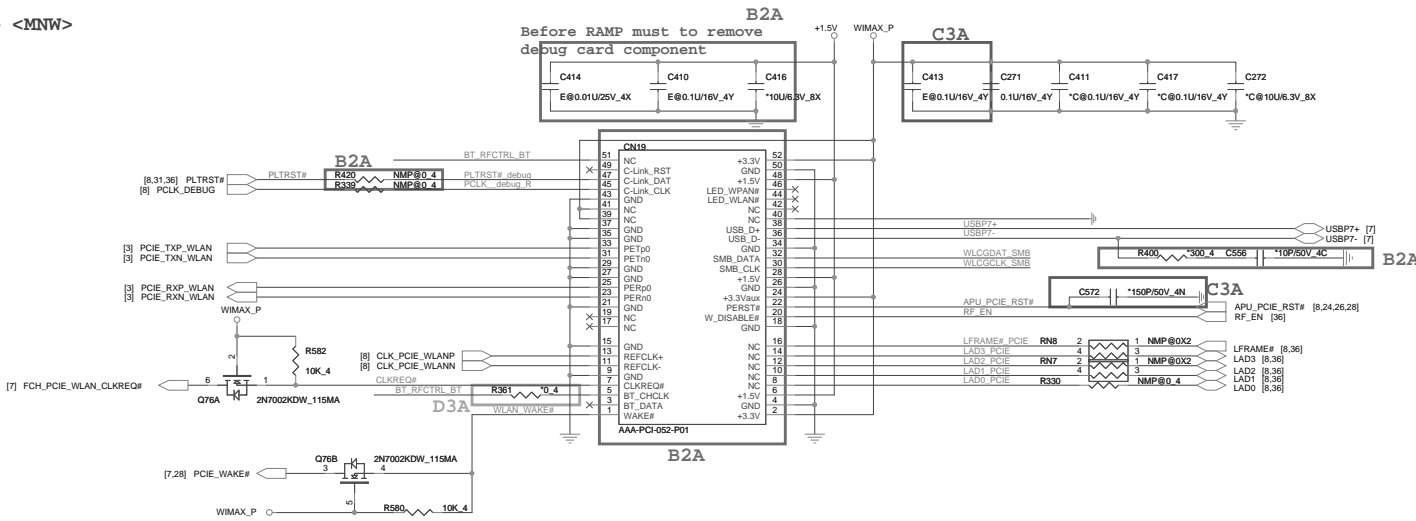 <MNW>
B2A
Before RAMP must to remove
debug card component
+1.5V
WIMAX_P
C3A
C414
E@0.01U/25V_4X
C410
E@0.1U/16V_4Y
C416
*10U/6.3V_8X
C413
E@0.1U/16V_4Y
C271
0.1U/16V_4Y
C411
*C@0.1U/16V_4Y
C417
*C@0.1U/16V_4Y
C272
*C@10U/6.3V_8X
B2A
[8,31,36] PLTRST#
PLTRST#
R420 NMP@0_4
PLTRST#_debug
[8] PCLK_DEBUG
R339 NMP@0_4
PCLK__debug_R
BT_RFCTRL_BT
[3] PCIE_TXP_WLAN
[3] PCIE_TXN_WLAN
[3] PCIE_RXP_WLAN
[3] PCIE_RXN_WLAN
WIMAX_P
2
R582
10K_4
[8] CLK_PCIE_WLANP
[8] CLK_PCIE_WLANN
[7] FCH_PCIE_WLAN_CLKREQ#
6
1
Q76A
2N7002KDW_115MA
CLKREQ#
BT_RFCTRL_BT
R361 *0_4
D3A
WLAN_WAKE#
CN19
51 NC
49 C-Link_RST
47 C-Link_DAT
45 C-Link_CLK
43 GND
41 NC
39 NC
37 GND
35 GND
33 PETp0
31 PETn0
29 GND
27 GND
25 PERp0
23 PERn0
21 GND
19 NC
17 NC
15 GND
13 REFCLK+
11 REFCLK-
9 GND
7 CLKREQ#
5 BT_CHCLK
3 BT_DATA
1 WAKE#
+3.3V 52
GND 50
+1.5V 48
LED_WPAN# 46
LED_WLAN# 44
NC 42
NC 40
USB_D+ 38
USB_D- 36
GND 34
SMB_DATA 32
SMB_CLK 30
+1.5V 28
GND 26
+3.3Vaux 24
PERST# 22
W_DISABLE# 20
GND 18
NC 16
NC 14
NC 12
NC 10
NC 8
+1.5V 6
GND 4
+3.3V 2
AAA-PCI-052-P01
B2A
USBP7+
USBP7-
USBP7+ [7]
USBP7- [7]
R400 *300_4 C556 *10P/50V_4C
B2A
WLCGDAT_SMB
WLCGCLK_SMB
C572 *150P/50V_4N
C3A
APU_PCIE_RST#
APU_PCIE_RST# [8,24,26,28]
RF_EN
RF_EN [36]
LFRAME#_PCIE RN8 2 1 NMP@0X2
LFRAME# [8,36]
LAD3_PCIE 4 3
LAD3 [8,36]
LAD2_PCIE RN7 2 1 NMP@0X2
LAD2 [8,36]
LAD1_PCIE 4 3
LAD1 [8,36]
LAD0_PCIE R330 NMP@0_4
LAD0 [8,36]
Q76B
2N7002KDW_115MA
[7,28] PCIE_WAKE#
3
4
5
WIMAX_P
R580 10K_4